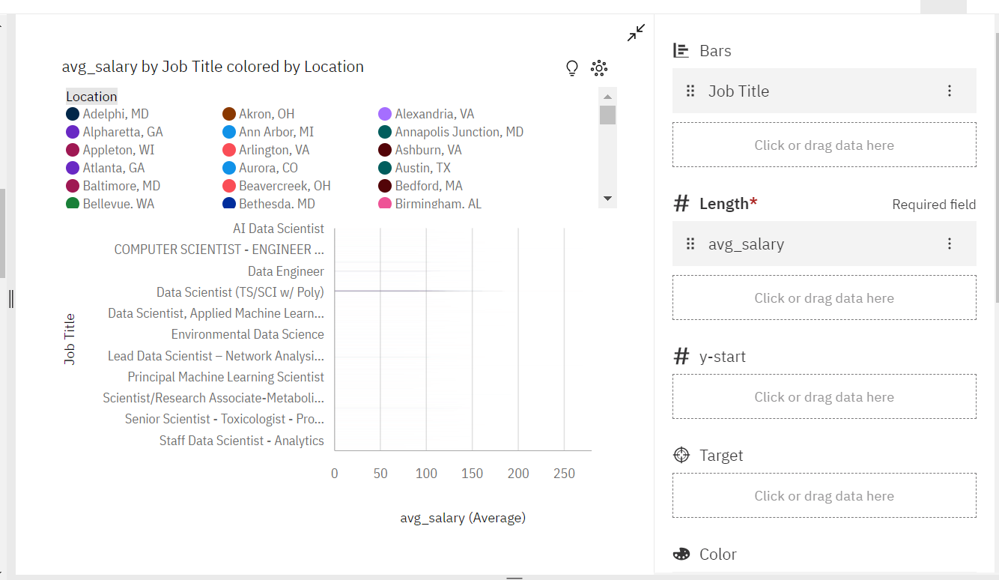 avg_salary by Job Title colored by Location
Location
Adelphi, MD
Akron, OH
Alexandria, VA
Alpharetta, GA
Ann Arbor, MI
Annapolis Junction, MD
Appleton, WI
Arlington, VA
Ashburn, VA
Atlanta, GA
Aurora, CO
Austin, TX
Baltimore, MD
Beavercreek, OH
Bedford, MA
Bellevue, WA
Bethesda, MD
Birmingham, AL
Job Title
AI Data Scientist
COMPUTER SCIENTIST - ENGINEER ...
Data Engineer
Data Scientist (TS/SCI w/ Poly)
Data Scientist, Applied Machine Learn...
Environmental Data Science
Lead Data Scientist – Network Analysi...
Principal Machine Learning Scientist
Scientist/Research Associate-Metaboli...
Senior Scientist - Toxicologist - Pro...
Staff Data Scientist - Analytics
0 50 100 150 200 250
avg_salary (Average)
Bars
Job Title
Click or drag data here
# Length* Required field
avg_salary
Click or drag data here
# y-start
Click or drag data here
Target
Click or drag data here
Color